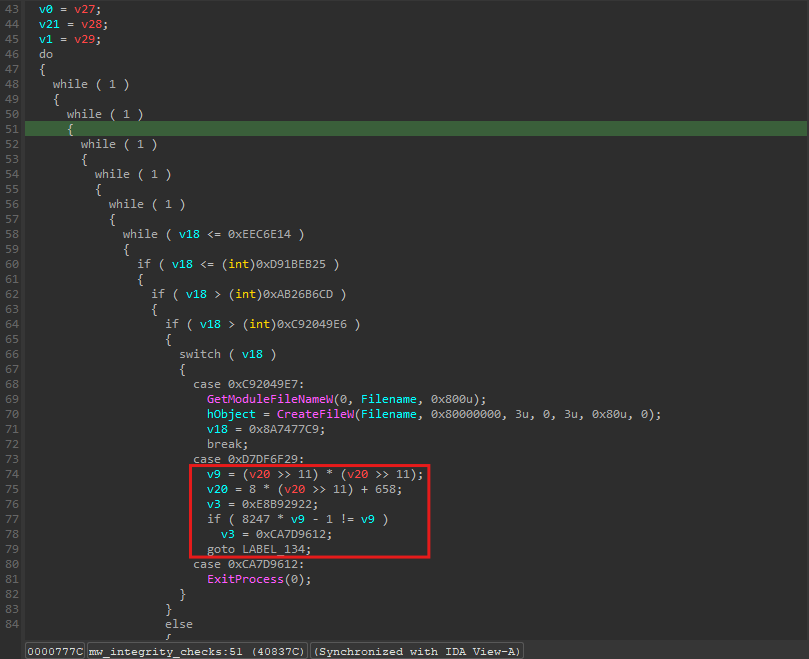 43 v0 = v27;
44 v21 = v28;
45 v1 = v29;
46 do
47 {
48 while ( 1 )
49 {
50 while ( 1 )
51 {
52 while ( 1 )
53 {
54 while ( 1 )
55 {
56 while ( 1 )
57 {
58 while ( v18 <= 0xEEC6E14 )
59 {
60 if ( v18 <= (int)0xD91BEB25 )
61 {
62 if ( v18 > (int)0xAB26B6CD )
63 {
64 if ( v18 > (int)0xC92049E6 )
65 {
66 switch ( v18 )
67 {
68 case 0xC92049E7:
69 GetModuleFileNameW(0, Filename, 0x800u);
70 hObject = CreateFileW(Filename, 0x80000000, 3u, 0, 3u, 0x80u, 0);
71 v18 = 0x8A7477C9;
72 break;
73 case 0xD7DF6F29:
74 v9 = (v20 >> 11) * (v20 >> 11);
75 v20 = 8 * (v20 >> 11) + 658;
76 v3 = 0xE8B92922;
77 if ( 8247 * v9 - 1 != v9 )
78 v3 = 0xCA7D9612;
79 goto LABEL_134;
80 case 0xCA7D9612:
81 ExitProcess(0);
82 }
83 }
84 else
{
0000777C mw_integrity_checks:51 (40837C) (Synchronized with IDA View-A)